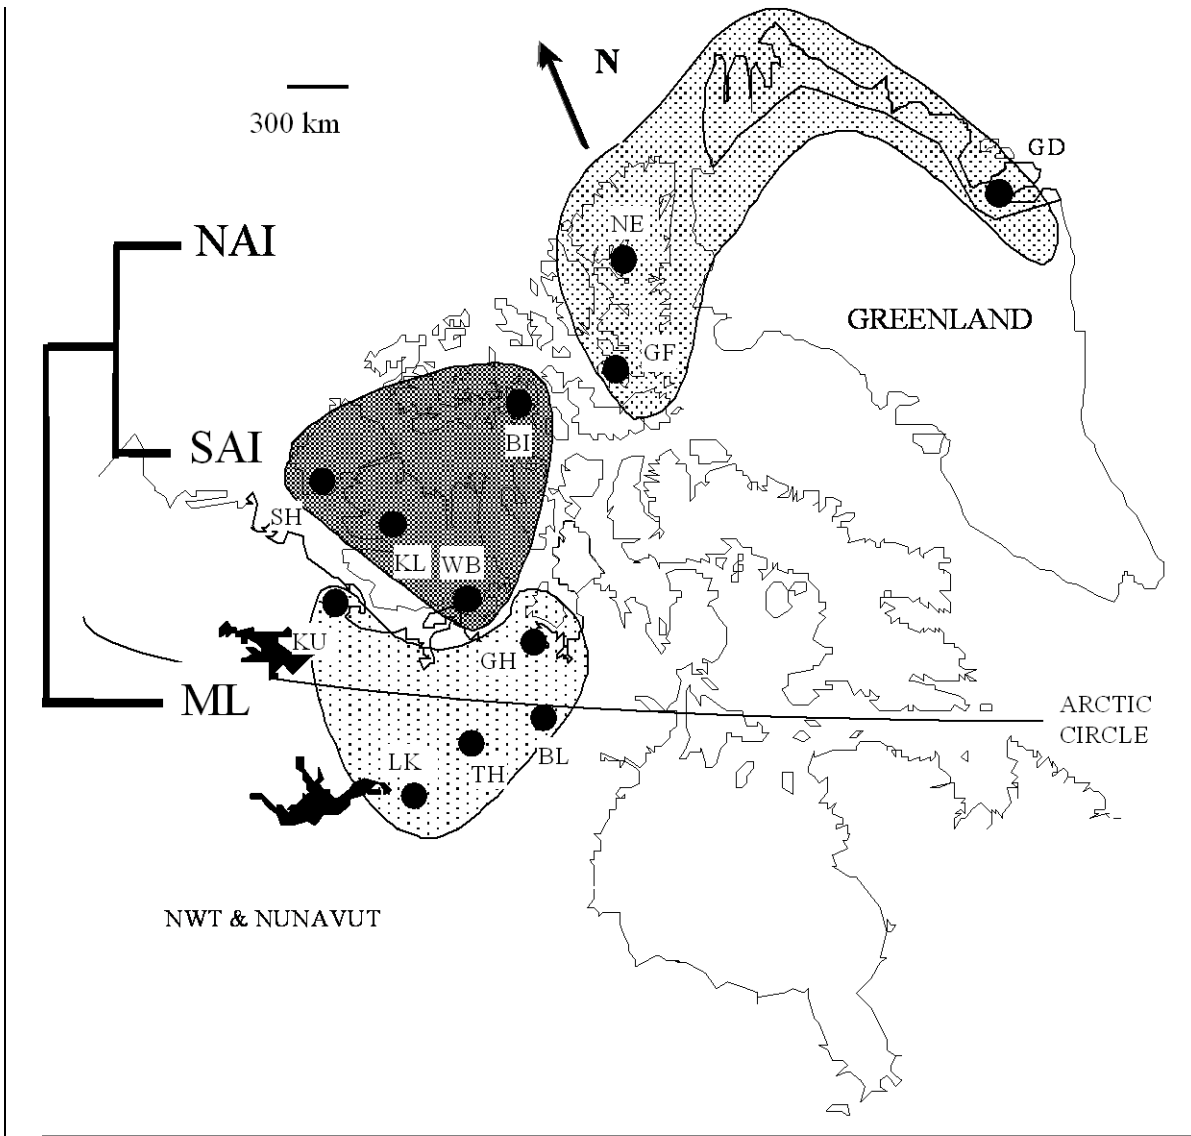 N
300 km
GD
NE
NAI
GREENLAND
GF
BI
SAI
SH
KL
WB
KU
GH
ML
ARCTIC
CIRCLE
BL
LK
TH
NWT & NUNAVUT